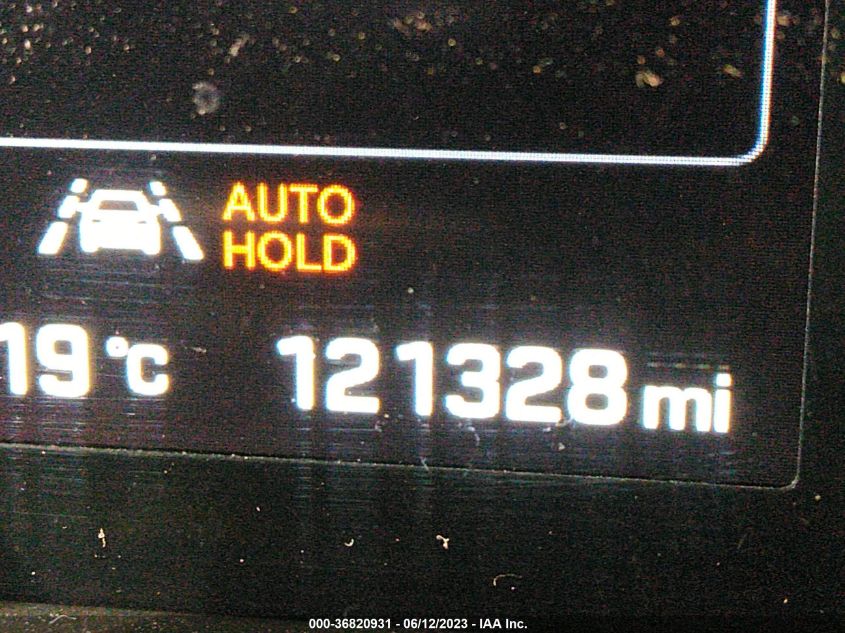 AUTO
HOLD
19 °C 121328 mi
000-36820931 - 06/12/2023 - IAA Inc.